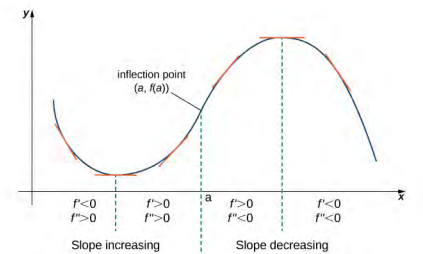 y
inflection point
(a, f(a))
x
a
f′<0 f′>0 f′>0 f′<0
f″>0 f″>0 f″<0 f″<0
Slope increasing Slope decreasing